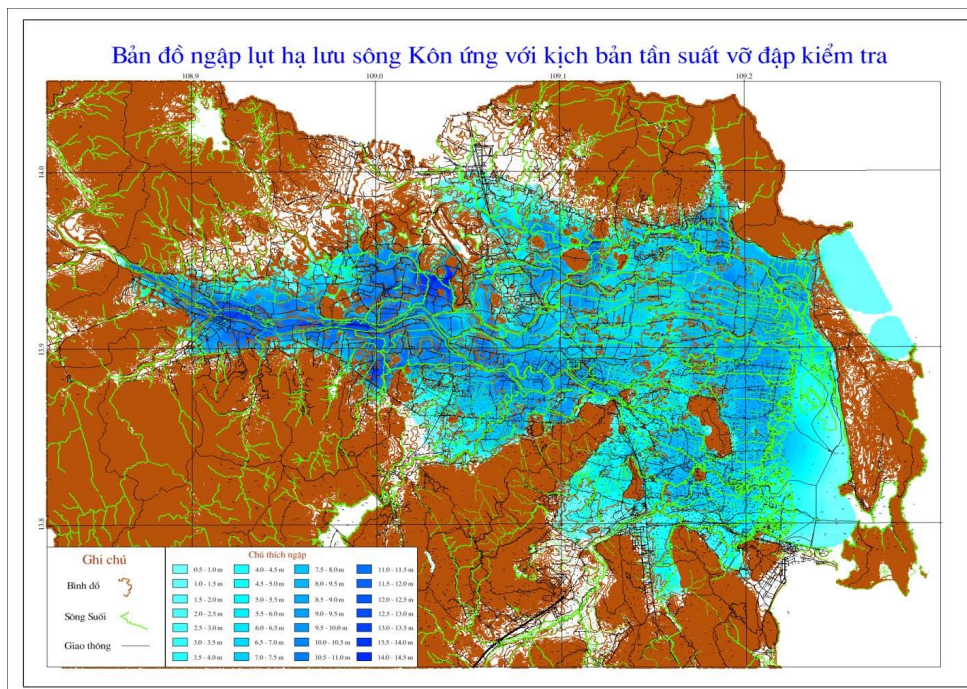 Bản đồ ngập lụt hạ lưu sông Kôn ứng với kịch bản tần suất vỡ đập kiểm tra
108.9 109.0 109.1 109.2
14.0
13.9
13.8
Ghi chú
Bình đồ
Sông Suối
Giao thông
Chú thích ngập
0.5 - 1.0 m 4.0 - 4.5 m 7.5 - 8.0 m 11.0 - 11.5 m
1.0 - 1.5 m 4.5 - 5.0 m 8.0 - 9.5 m 11.5 - 12.0 m
1.5 - 2.0 m 5.0 - 5.5 m 8.5 - 9.0 m 12.0 - 12.5 m
2.0 - 2.5 m 5.5 - 6.0 m 9.0 - 9.5 m 12.5 - 13.0 m
2.5 - 3.0 m 6.0 - 6.5 m 9.5 - 10.0 m 13.0 - 13.5 m
3.0 - 3.5 m 6.5 - 7.0 m 10.0 - 10.5 m 13.5 - 14.0 m
3.5 - 4.0 m 7.0 - 7.5 m 10.5 - 11.0 m 14.0 - 14.5 m